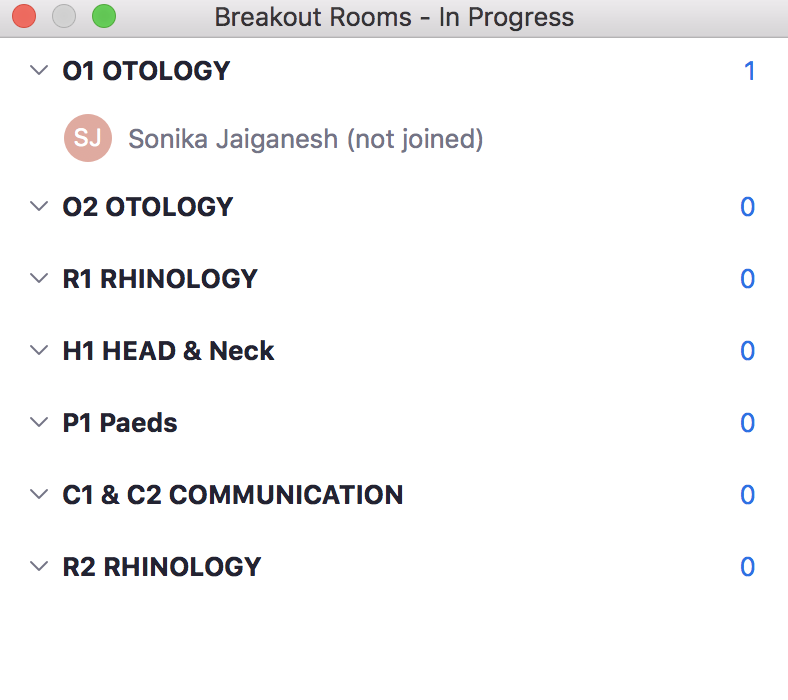 Breakout Rooms - In Progress
O1 OTOLOGY 1
SJ Sonika Jaiganesh (not joined)
O2 OTOLOGY 0
R1 RHINOLOGY 0
H1 HEAD & Neck 0
P1 Paeds 0
C1 & C2 COMMUNICATION 0
R2 RHINOLOGY 0